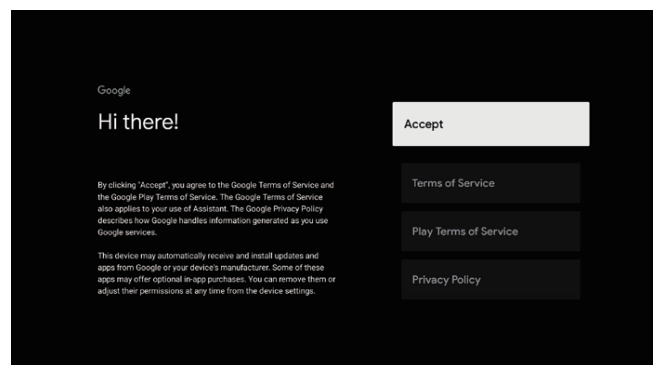 Google
Hi there!
By clicking "Accept", you agree to the Google Terms of Service and
the Google Play Terms of Service. The Google Terms of Service
also applies to your use of Assistant. The Google Privacy Policy
describes how Google handles information generated as you use
Google services.
This device may automatically receive and install updates and
apps from Google or your device's manufacturer. Some of these
apps may offer optional in-app purchases. You can remove them or
adjust their permissions at any time from the device settings.
Accept
Terms of Service
Play Terms of Service
Privacy Policy